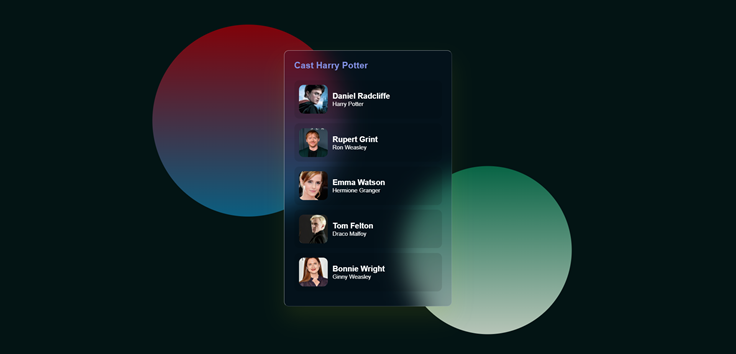 Cast Harry Potter
Daniel Radcliffe
Harry Potter
Rupert Grint
Ron Weasley
Emma Watson
Hermione Granger
Tom Felton
Draco Malfoy
Bonnie Wright
Ginny Weasley